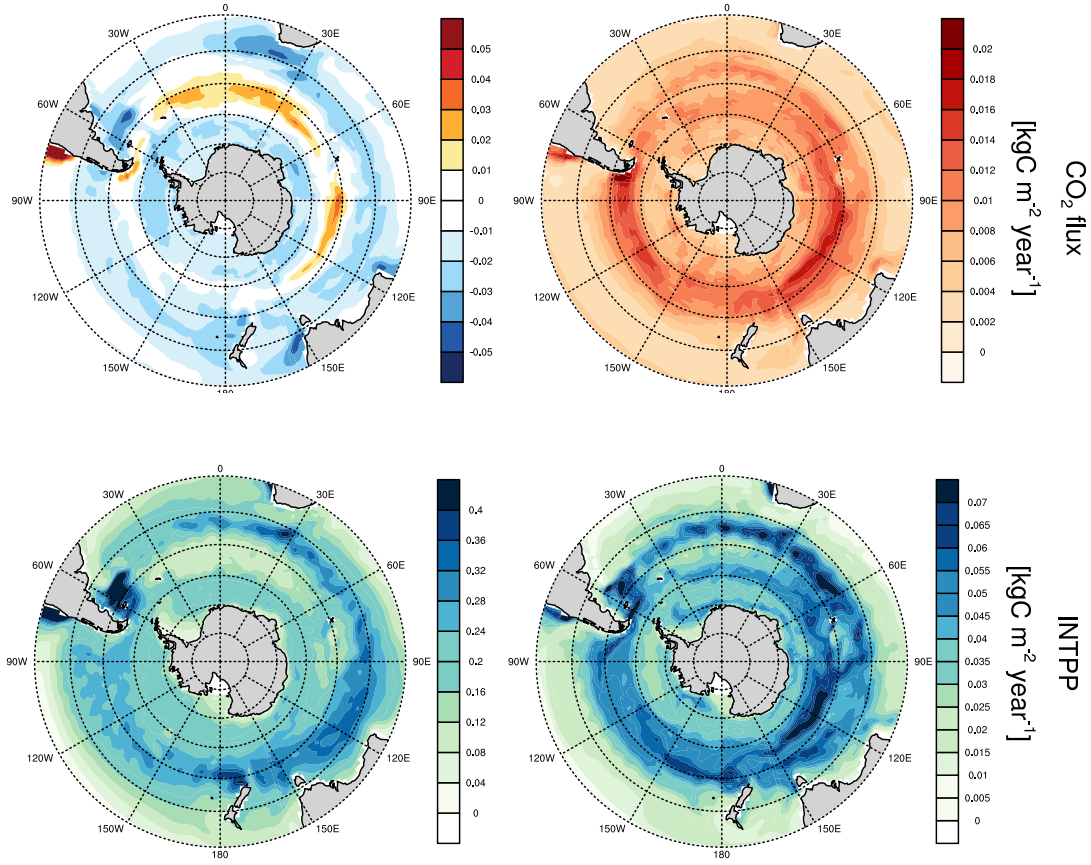 0
30E
60E
90E
120E
150E
180
150W
120W
90W
60W
30W
0.05
0.04
0.03
0.02
0.01
0
-0.01
-0.02
-0.03
-0.04
-0.05
0
30E
60E
90E
120E
150E
180
150W
120W
90W
60W
30W
0.02
0.018
0.016
0.014
0.012
0.01
0.008
0.006
0.004
0.002
0
CO₂ flux
[kgC m⁻² year⁻¹]
0
30E
60E
90E
120E
150E
180
150W
120W
90W
60W
30W
0.4
0.36
0.32
0.28
0.24
0.2
0.16
0.12
0.08
0.04
0
0
30E
60E
90E
120E
150E
180
150W
120W
90W
60W
30W
0.07
0.065
0.06
0.055
0.05
0.045
0.04
0.035
0.03
0.025
0.02
0.015
0.01
0.005
0
INTPP
[kgC m⁻² year⁻¹]